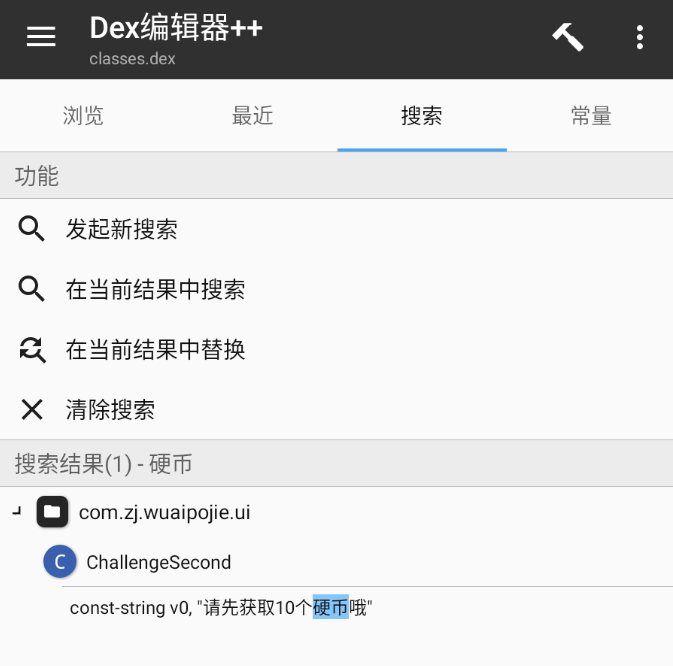 Dex编辑器++
classes.dex
浏览 最近 搜索 常量
功能
发起新搜索
在当前结果中搜索
在当前结果中替换
清除搜索
搜索结果(1) - 硬币
com.zj.wuaipojie.ui
C ChallengeSecond
const-string v0, "请先获取10个硬币哦"